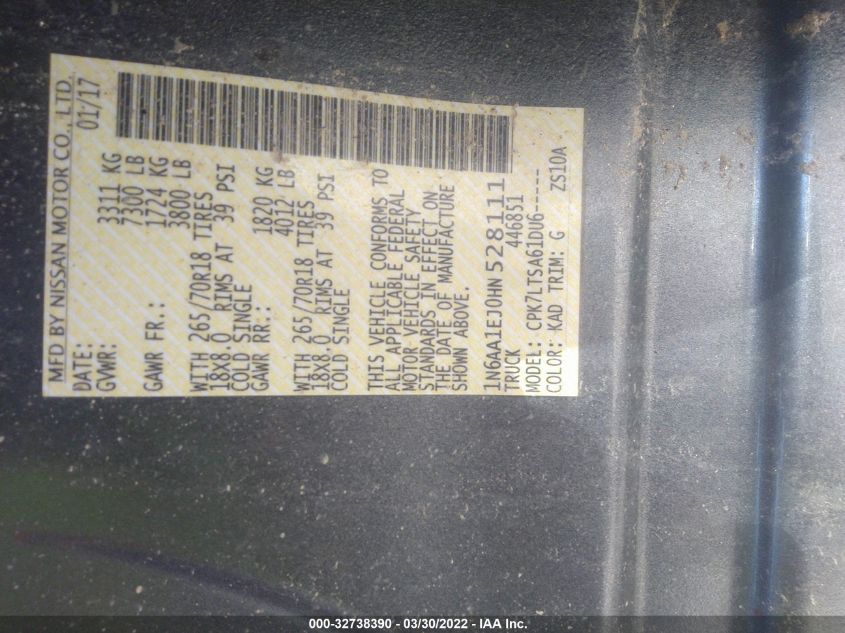 MFD BY NISSAN MOTOR CO., LTD.
DATE: 01/17
GVWR: 3311 KG
7300 LB
GAWR FR.: 1724 KG
3800 LB
WITH 265/70R18 TIRES
18X8.0 RIMS AT 39 PSI
COLD SINGLE
GAWR RR.: 1820 KG
4012 LB
WITH 265/70R18 TIRES
18X8.0 RIMS AT 39 PSI
COLD SINGLE
THIS VEHICLE CONFORMS TO
ALL APPLICABLE FEDERAL
MOTOR VEHICLE SAFETY
STANDARDS IN EFFECT ON
THE DATE OF MANUFACTURE
SHOWN ABOVE.
1N6AA1EJ0HN528111
TRUCK 446851
MODEL: CPK7LTSA61DU6-----
COLOR: KAD TRIM: G ZS10A
000-32738390 - 03/30/2022 - IAA Inc.